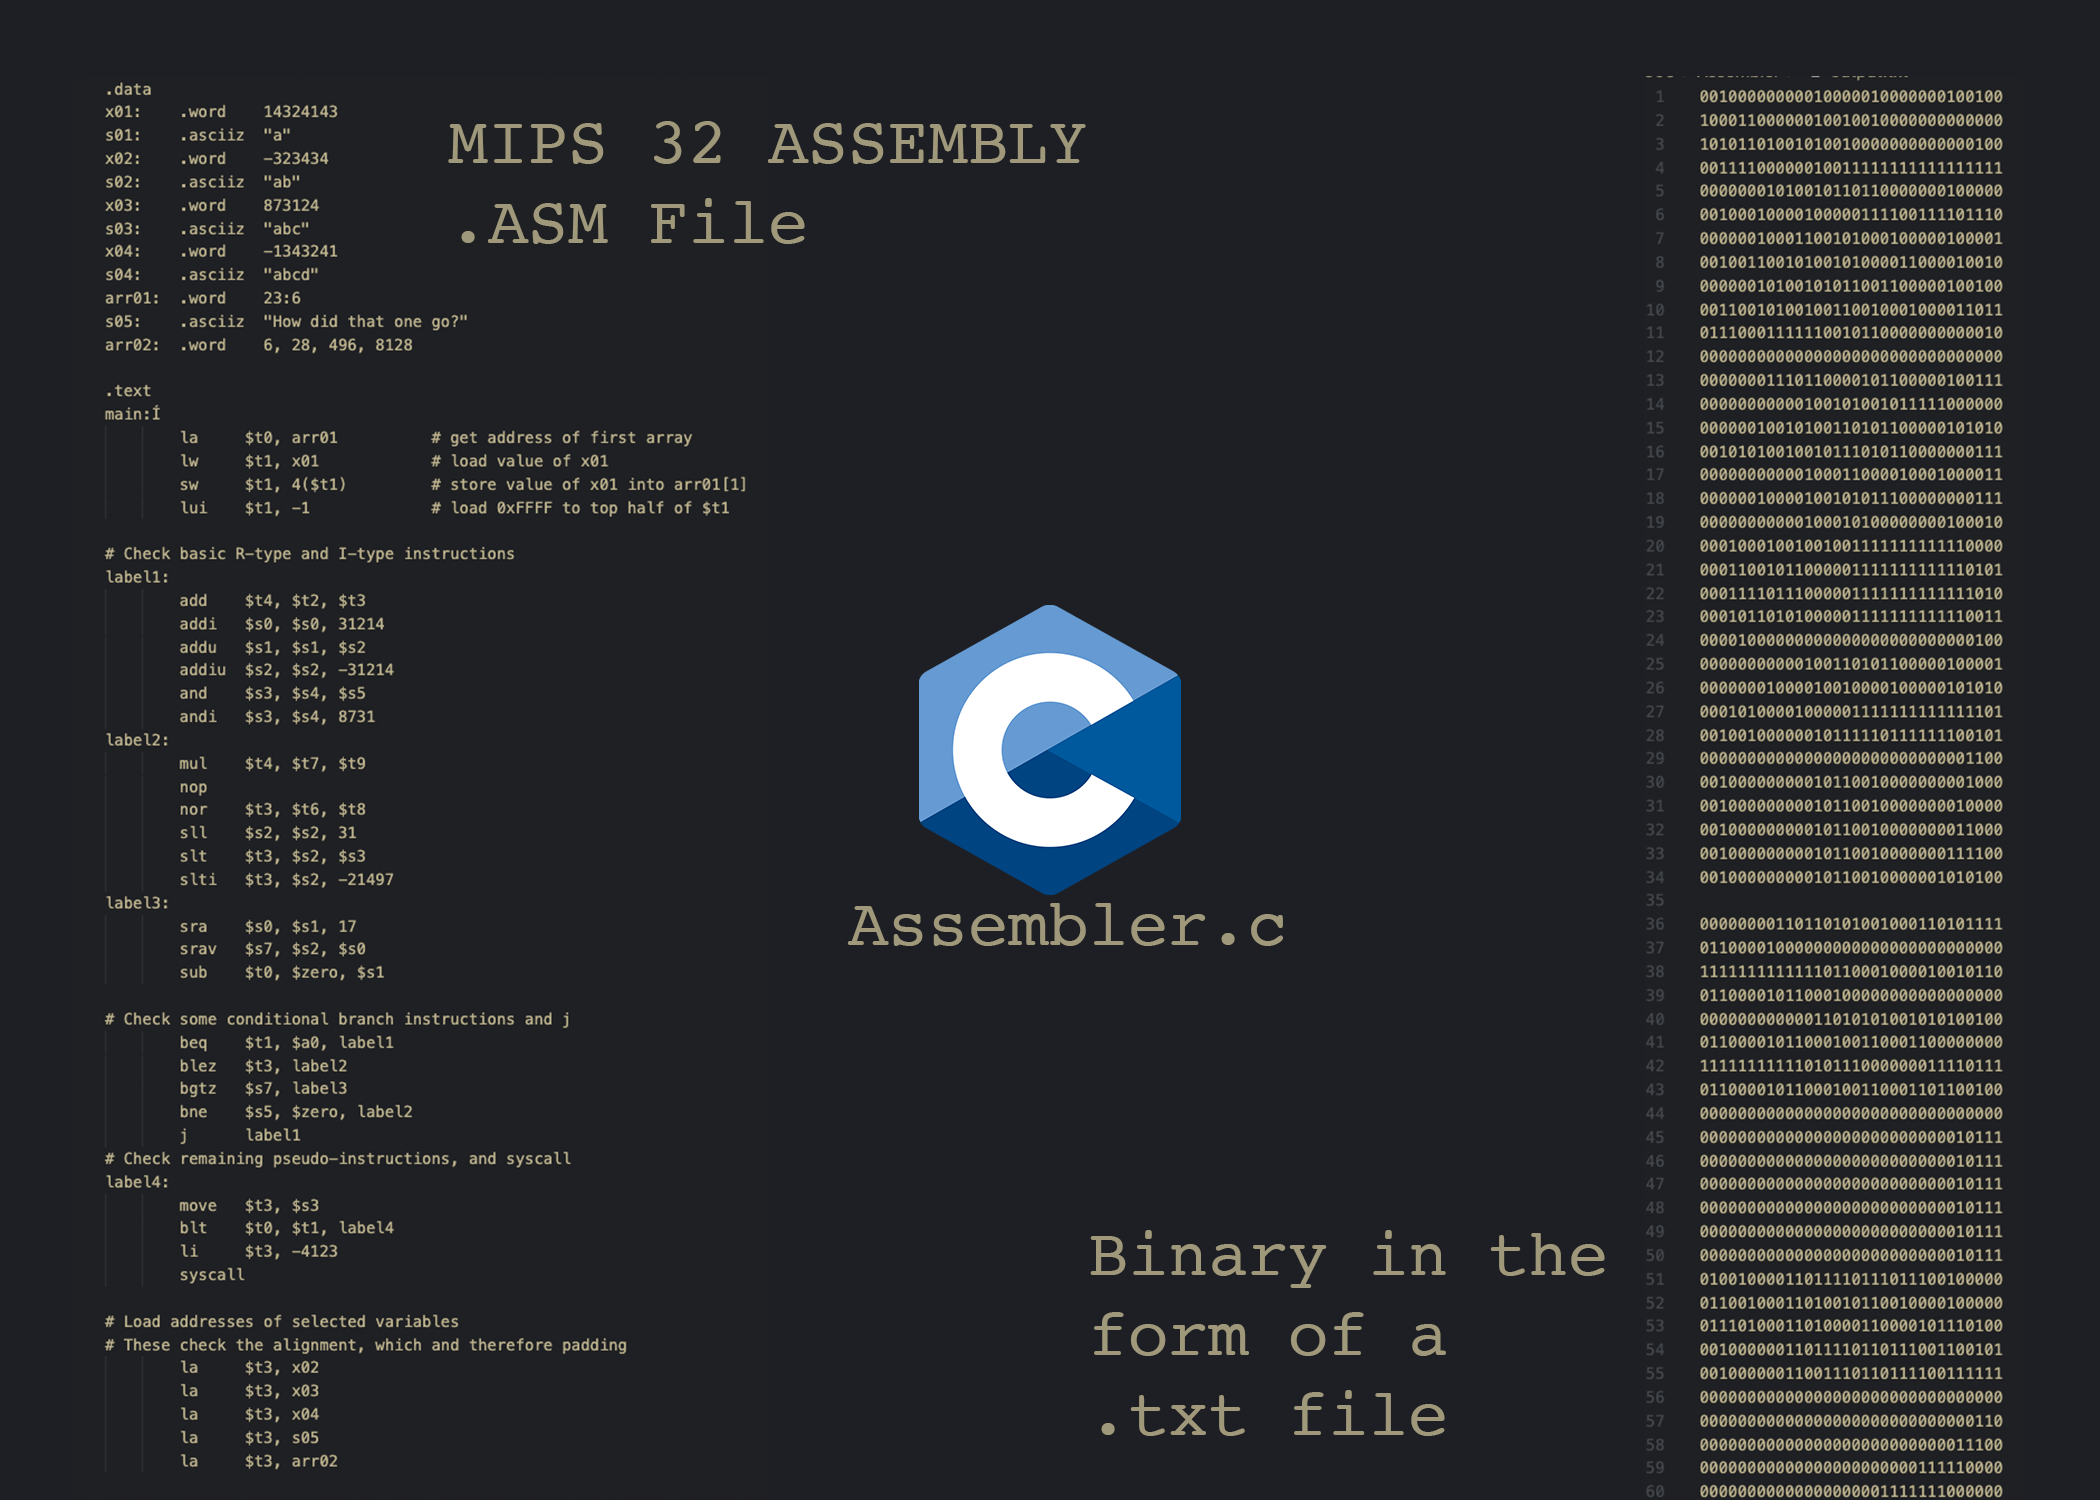 .data
x01: .word 14324143
s01: .asciiz "a"
x02: .word -323434
s02: .asciiz "ab"
x03: .word 873124
s03: .asciiz "abc"
x04: .word -1343241
s04: .asciiz "abcd"
arr01: .word 23:6
s05: .asciiz "How did that one go?"
arr02: .word 6, 28, 496, 8128
.text
main:Í
la $t0, arr01 # get address of first array
lw $t1, x01 # load value of x01
sw $t1, 4($t1) # store value of x01 into arr01[1]
lui $t1, -1 # load 0xFFFF to top half of $t1
# Check basic R-type and I-type instructions
label1:
add $t4, $t2, $t3
addi $s0, $s0, 31214
addu $s1, $s1, $s2
addiu $s2, $s2, -31214
and $s3, $s4, $s5
andi $s3, $s4, 8731
label2:
mul $t4, $t7, $t9
nop
nor $t3, $t6, $t8
sll $s2, $s2, 31
slt $t3, $s2, $s3
slti $t3, $s2, -21497
label3:
sra $s0, $s1, 17
srav $s7, $s2, $s0
sub $t0, $zero, $s1
# Check some conditional branch instructions and j
beq $t1, $a0, label1
blez $t3, label2
bgtz $s7, label3
bne $s5, $zero, label2
j label1
# Check remaining pseudo-instructions, and syscall
label4:
move $t3, $s3
blt $t0, $t1, label4
li $t3, -4123
syscall
# Load addresses of selected variables
# These check the alignment, which and therefore padding
la $t3, x02
la $t3, x03
la $t3, x04
la $t3, s05
la $t3, arr02
MIPS 32 ASSEMBLY
.ASM File
Assembler.c
Binary in the
form of a
.txt file
1 00100000000010000010000000100100
2 10001100000010010010000000000000
3 10101101001010010000000000000100
4 00111100000010011111111111111111
5 00000001010010110110000000100000
6 00100010000100000111100111101110
7 00000010001100101000100000100001
8 00100110010100101000011000010010
9 00000010100101011001100000100100
10 00110010100100110010001000011011
11 01110001111110010110000000000010
12 00000000000000000000000000000000
13 00000001110110000101100000100111
14 00000000000100101001011111000000
15 00000010010100110101100000101010
16 00101010010010111010110000000111
17 00000000000100011000010001000011
18 00000010000100101011100000000111
19 00000000000100010100000000100010
20 00010001001001001111111111110000
21 00011001011000001111111111110101
22 00011110111000001111111111111010
23 00010110101000001111111111110011
24 00001000000000000000000000000100
25 00000000000100110101100000100001
26 00000001000010010000100000101010
27 00010100001000001111111111111101
28 00100100000010111110111111100101
29 00000000000000000000000000001100
30 00100000000010110010000000001000
31 00100000000010110010000000010000
32 00100000000010110010000000011000
33 00100000000010110010000000111100
34 00100000000010110010000001010100
35
36 00000000110110101001000110101111
37 01100001000000000000000000000000
38 11111111111110110001000010010110
39 01100001011000100000000000000000
40 00000000000011010101001010100100
41 01100001011000100110001100000000
42 11111111111010111000000011110111
43 01100001011000100110001101100100
44 00000000000000000000000000000000
45 00000000000000000000000000010111
46 00000000000000000000000000010111
47 00000000000000000000000000010111
48 00000000000000000000000000010111
49 00000000000000000000000000010111
50 00000000000000000000000000010111
51 01001000011011110111011100100000
52 01100100011010010110010000100000
53 01110100011010000110000101110100
54 00100000011011110110111001100101
55 00100000011001110110111100111111
56 00000000000000000000000000000000
57 00000000000000000000000000000110
58 00000000000000000000000000011100
59 00000000000000000000000111110000
60 00000000000000000001111111000000